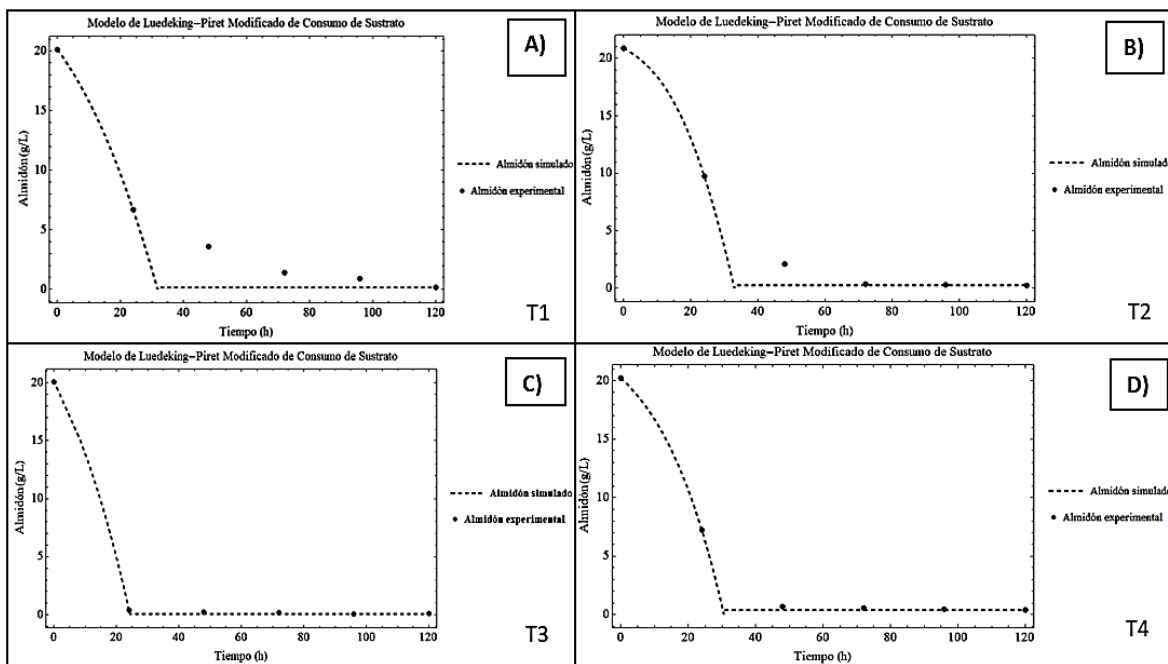 Modelo de Luedeking–Piret Modificado de Consumo de Sustrato
A)
20
15
10
5
0
Almidón (g/L)
Almidón simulado
Almidón experimental
0 20 40 60 80 100 120
Tiempo (h)
T1
Modelo de Luedeking–Piret Modificado de Consumo de Sustrato
B)
20
15
10
5
0
Almidón (g/L)
Almidón simulado
Almidón experimental
0 20 40 60 80 100 120
Tiempo (h)
T2
Modelo de Luedeking–Piret Modificado de Consumo de Sustrato
C)
20
15
10
5
0
Almidón (g/L)
Almidón simulado
Almidón experimental
0 20 40 60 80 100 120
Tiempo (h)
T3
Modelo de Luedeking–Piret Modificado de Consumo de Sustrato
D)
20
15
10
5
0
Almidón (g/L)
Almidón simulado
Almidón experimental
0 20 40 60 80 100 120
Tiempo (h)
T4